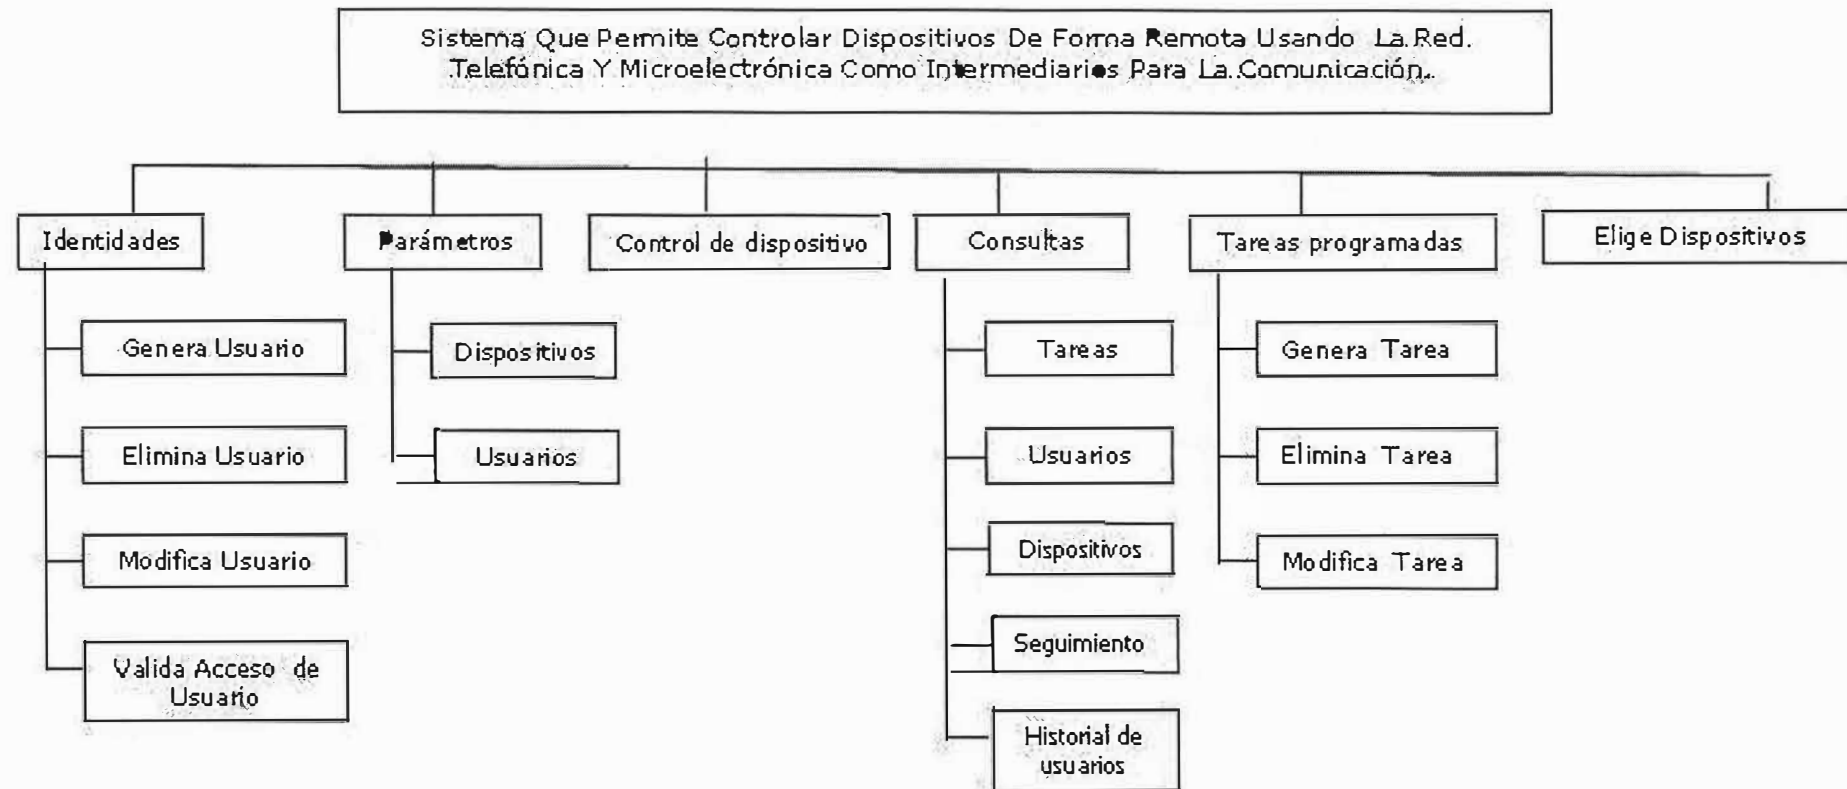 Sistema Que Permite Controlar Dispositivos De Forma Remota Usando La Red.
Telefónica Y Microelectrónica Como Intermediarios Para La Comunicación.
Identidades
Parámetros
Control de dispositivo
Consultas
Tareas programadas
Elige Dispositivos
Genera Usuario
Dispositivos
Tareas
Genera Tarea
Elimina Usuario
Usuarios
Usuarios
Elimina Tarea
Modifica Usuario
Dispositivos
Modifica Tarea
Valida Acceso de
Usuario
Seguimiento
Historial de
usuarios